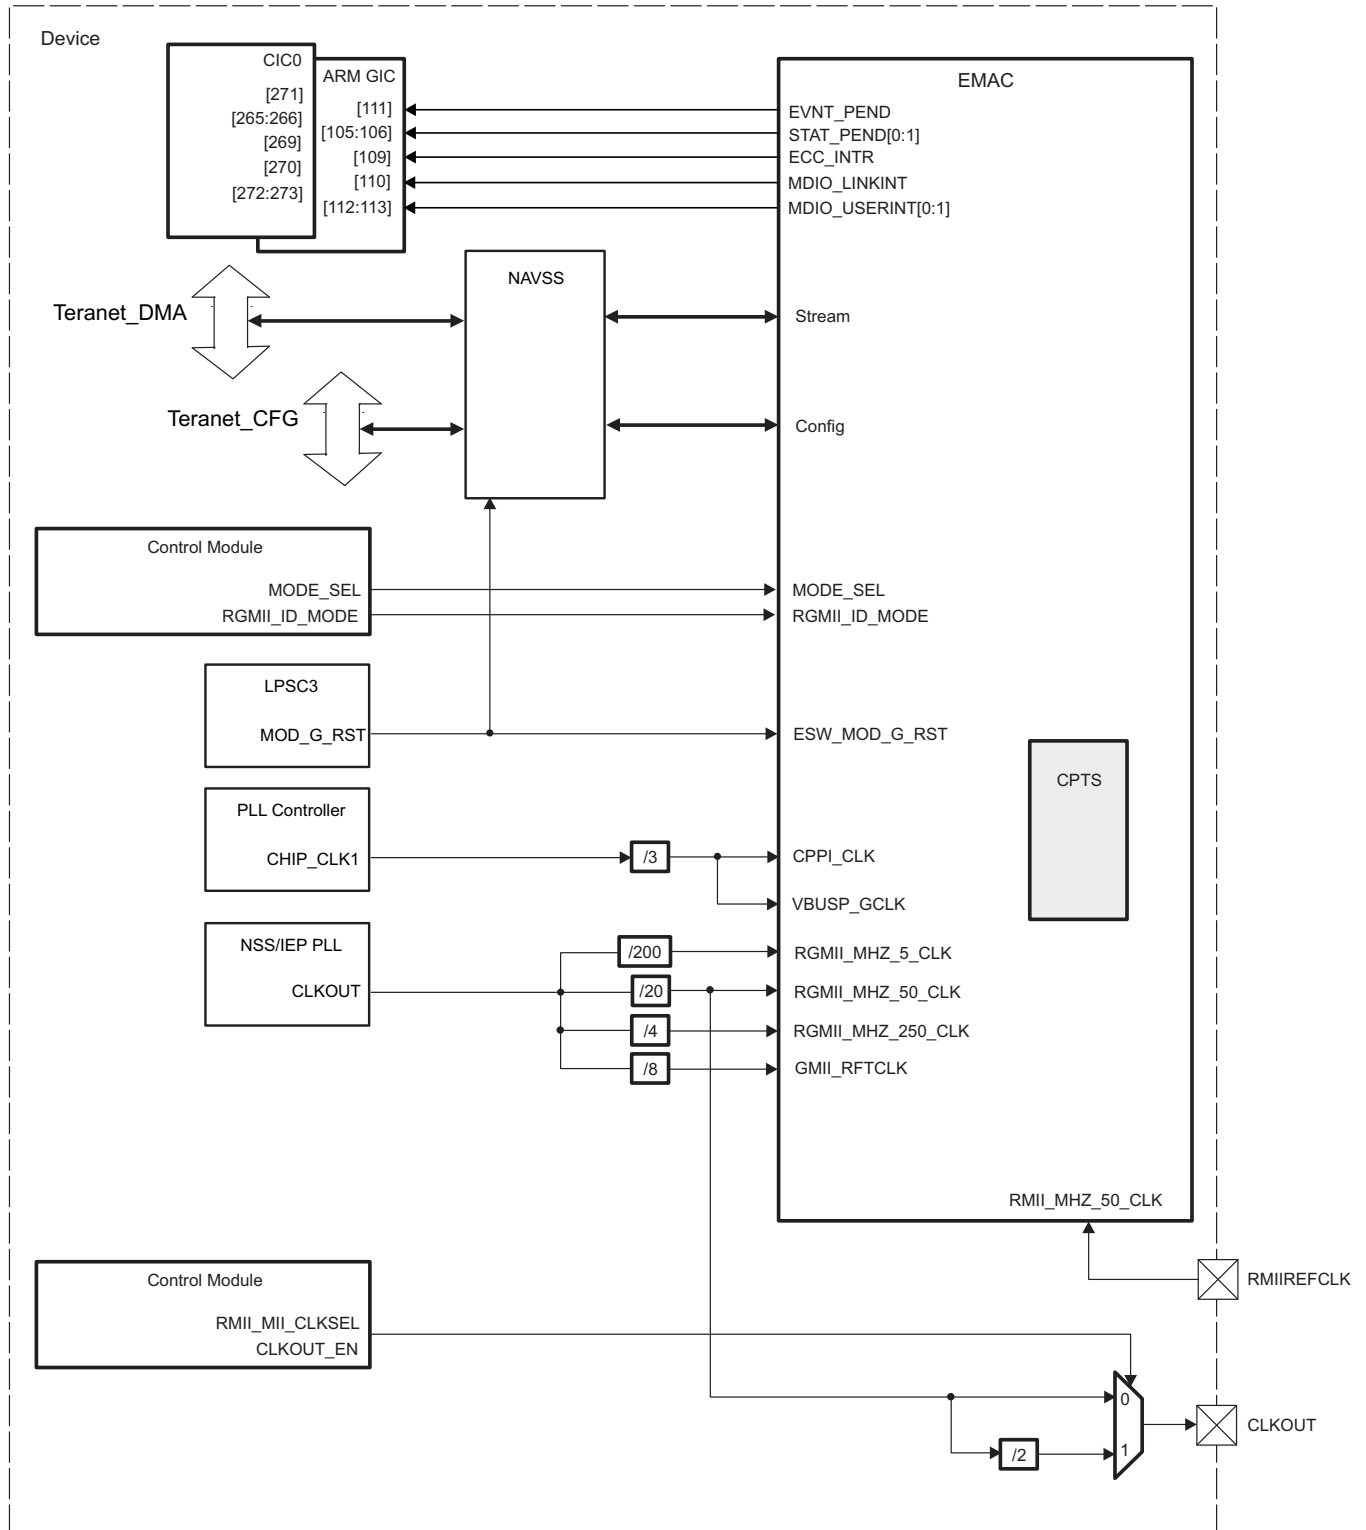 Device
CIC0
[271]
[265:266]
[269]
[270]
[272:273]
ARM GIC
[111]
[105:106]
[109]
[110]
[112:113]
EMAC
EVNT_PEND
STAT_PEND[0:1]
ECC_INTR
MDIO_LINKINT
MDIO_USERINT[0:1]
NAVSS
Teranet_DMA
Stream
Teranet_CFG
Config
Control Module
MODE_SEL
RGMII_ID_MODE
MODE_SEL
RGMII_ID_MODE
LPSC3
MOD_G_RST
ESW_MOD_G_RST
CPTS
PLL Controller
CHIP_CLK1
/3
CPPI_CLK
VBUSP_GCLK
NSS/IEP PLL
CLKOUT
/200
RGMII_MHZ_5_CLK
/20
RGMII_MHZ_50_CLK
/4
RGMII_MHZ_250_CLK
/8
GMII_RFTCLK
RMII_MHZ_50_CLK
RMIIREFCLK
Control Module
RMII_MII_CLKSEL
CLKOUT_EN
0
1
/2
CLKOUT